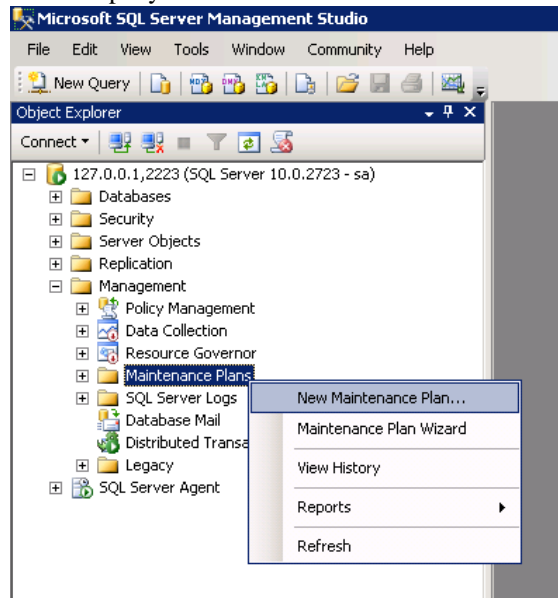 Microsoft SQL Server Management Studio
File Edit View Tools Window Community Help
New Query
Object Explorer
Connect
127.0.0.1,2223 (SQL Server 10.0.2723 - sa)
Databases
Security
Server Objects
Replication
Management
Policy Management
Data Collection
Resource Governor
Maintenance Plans
SQL Server Logs
Database Mail
Distributed Transa
Legacy
SQL Server Agent
New Maintenance Plan...
Maintenance Plan Wizard
View History
Reports
Refresh